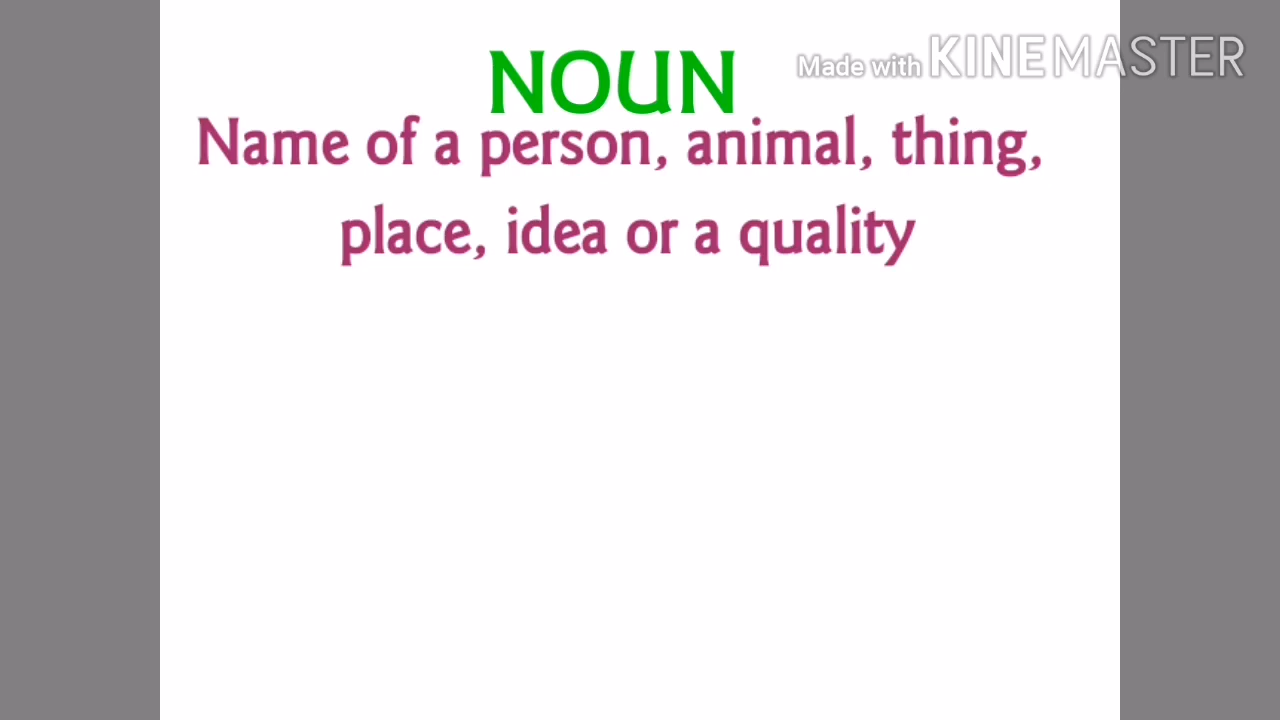 NOUN
Made with KINEMASTER
Name of a person, animal, thing,
place, idea or a quality